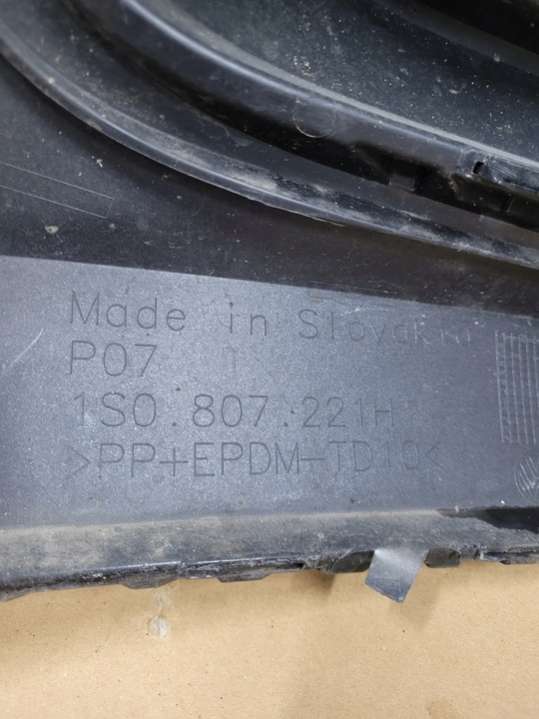 Made in Slovakia
P07
1S0.807.221H
>PP+EPDM-TD10<